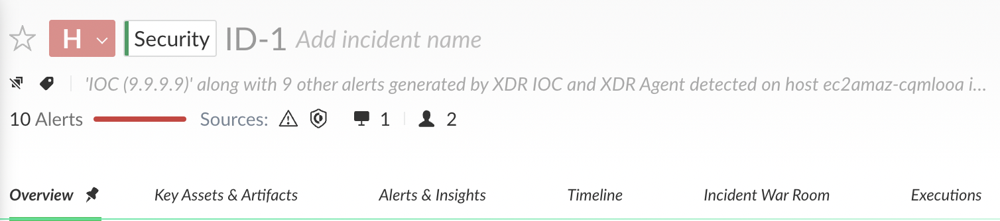 H Security ID-1 Add incident name
'IOC (9.9.9.9)' along with 9 other alerts generated by XDR IOC and XDR Agent detected on host ec2amaz-cqmlooa i...
10 Alerts Sources: 1 2
Overview Key Assets & Artifacts Alerts & Insights Timeline Incident War Room Executions